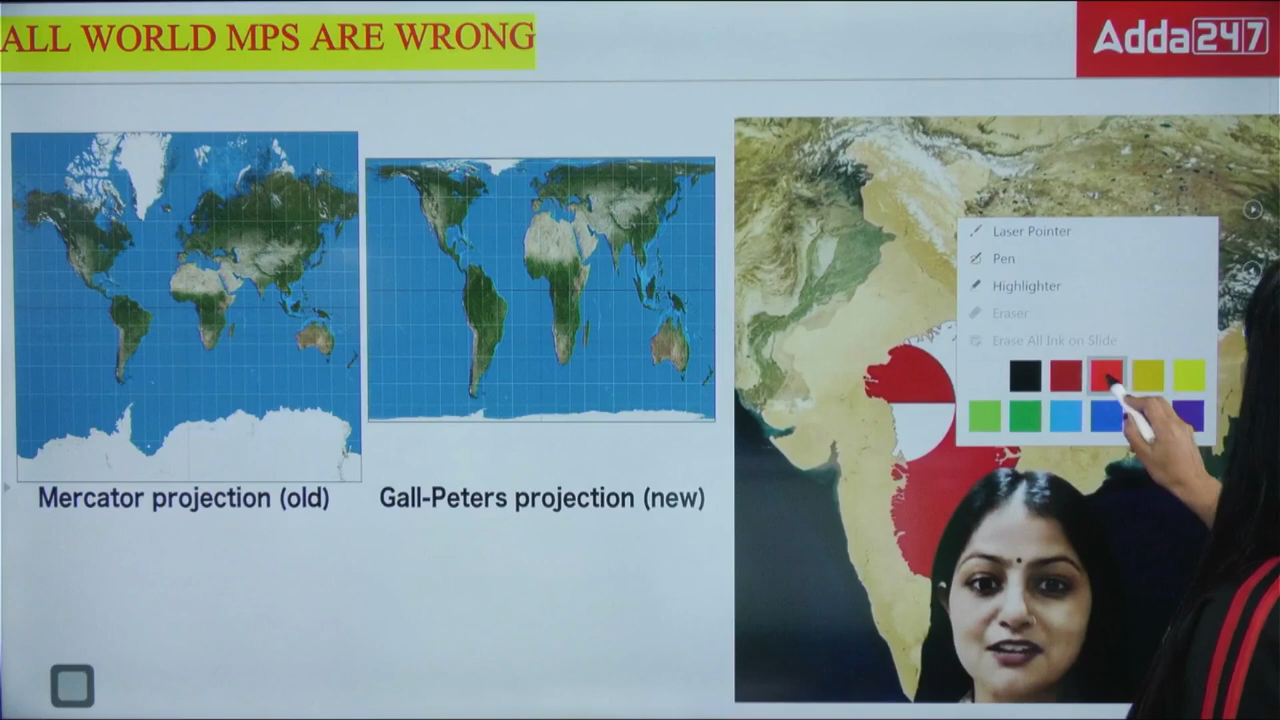 ALL WORLD MPS ARE WRONG
Adda247
Laser Pointer
Pen
Highlighter
Eraser
Erase All Ink on Slide
Mercator projection (old)
Gall-Peters projection (new)